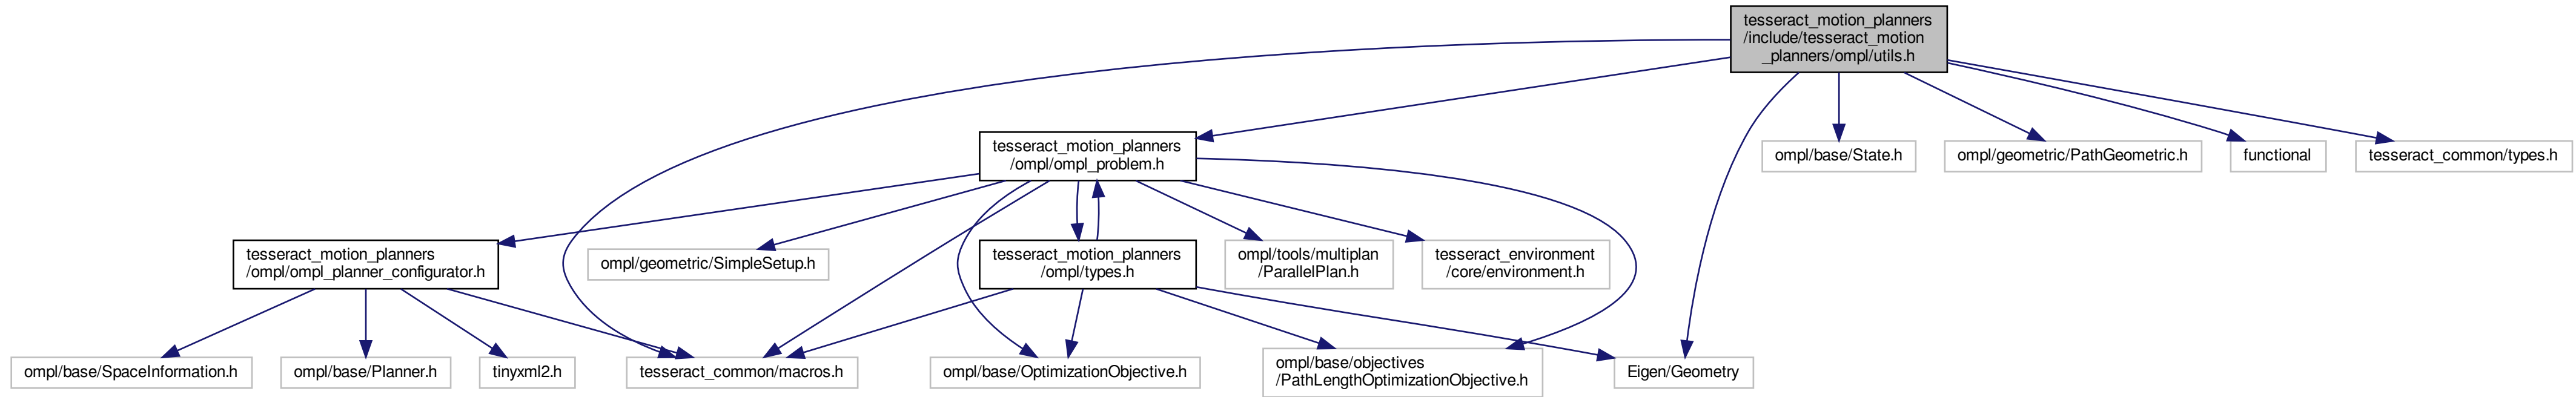 tesseract_motion_planners
/include/tesseract_motion
_planners/ompl/utils.h
tesseract_motion_planners
/ompl/ompl_problem.h
ompl/base/State.h
ompl/geometric/PathGeometric.h
functional
tesseract_common/types.h
tesseract_motion_planners
/ompl/ompl_planner_configurator.h
ompl/geometric/SimpleSetup.h
tesseract_motion_planners
/ompl/types.h
ompl/tools/multiplan
/ParallelPlan.h
tesseract_environment
/core/environment.h
ompl/base/SpaceInformation.h
ompl/base/Planner.h
tinyxml2.h
tesseract_common/macros.h
ompl/base/OptimizationObjective.h
ompl/base/objectives
/PathLengthOptimizationObjective.h
Eigen/Geometry